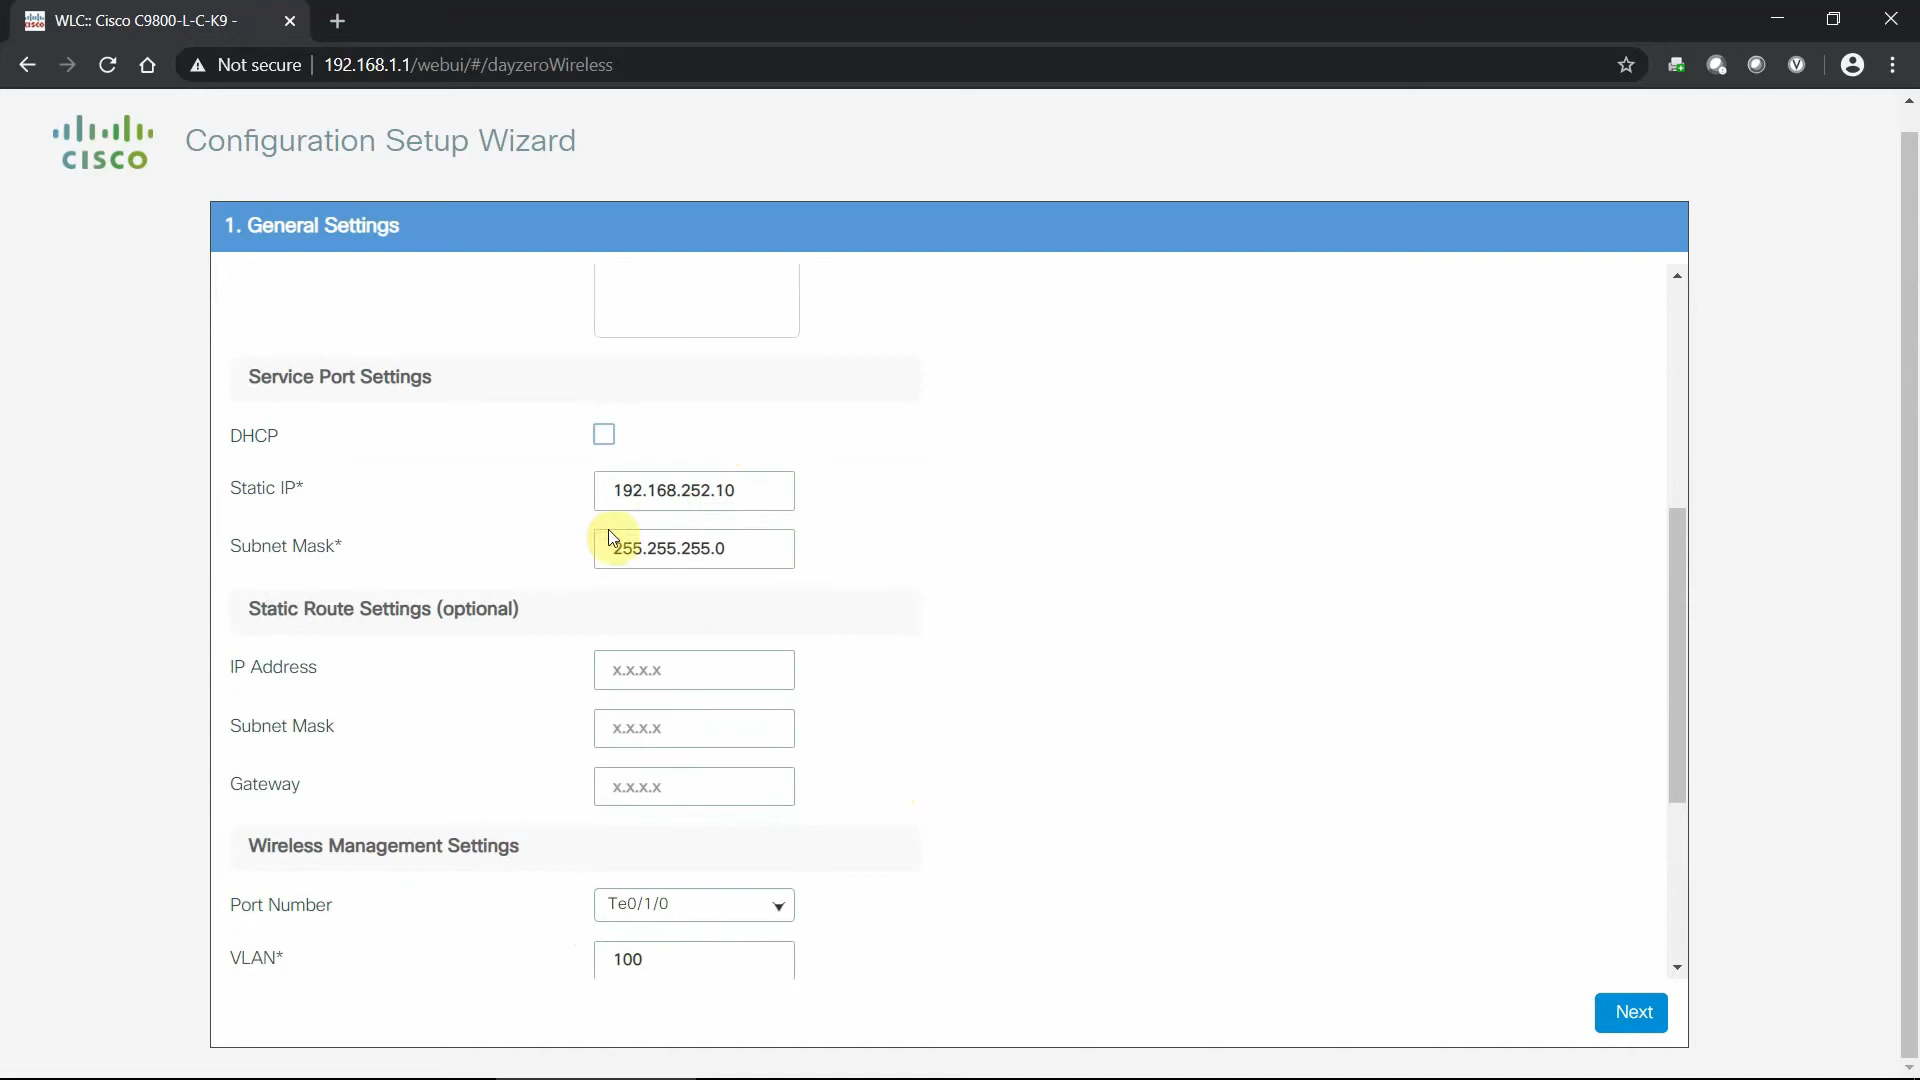 WLC:: Cisco C9800-L-C-K9 -
Not secure
192.168.1.1/webui/#/dayzeroWireless
CISCO
Configuration Setup Wizard
1. General Settings
Service Port Settings
DHCP
Static IP*
192.168.252.10
Subnet Mask*
255.255.255.0
Static Route Settings (optional)
IP Address
x.x.x.x
Subnet Mask
x.x.x.x
Gateway
x.x.x.x
Wireless Management Settings
Port Number
Te0/1/0
VLAN*
100
Next